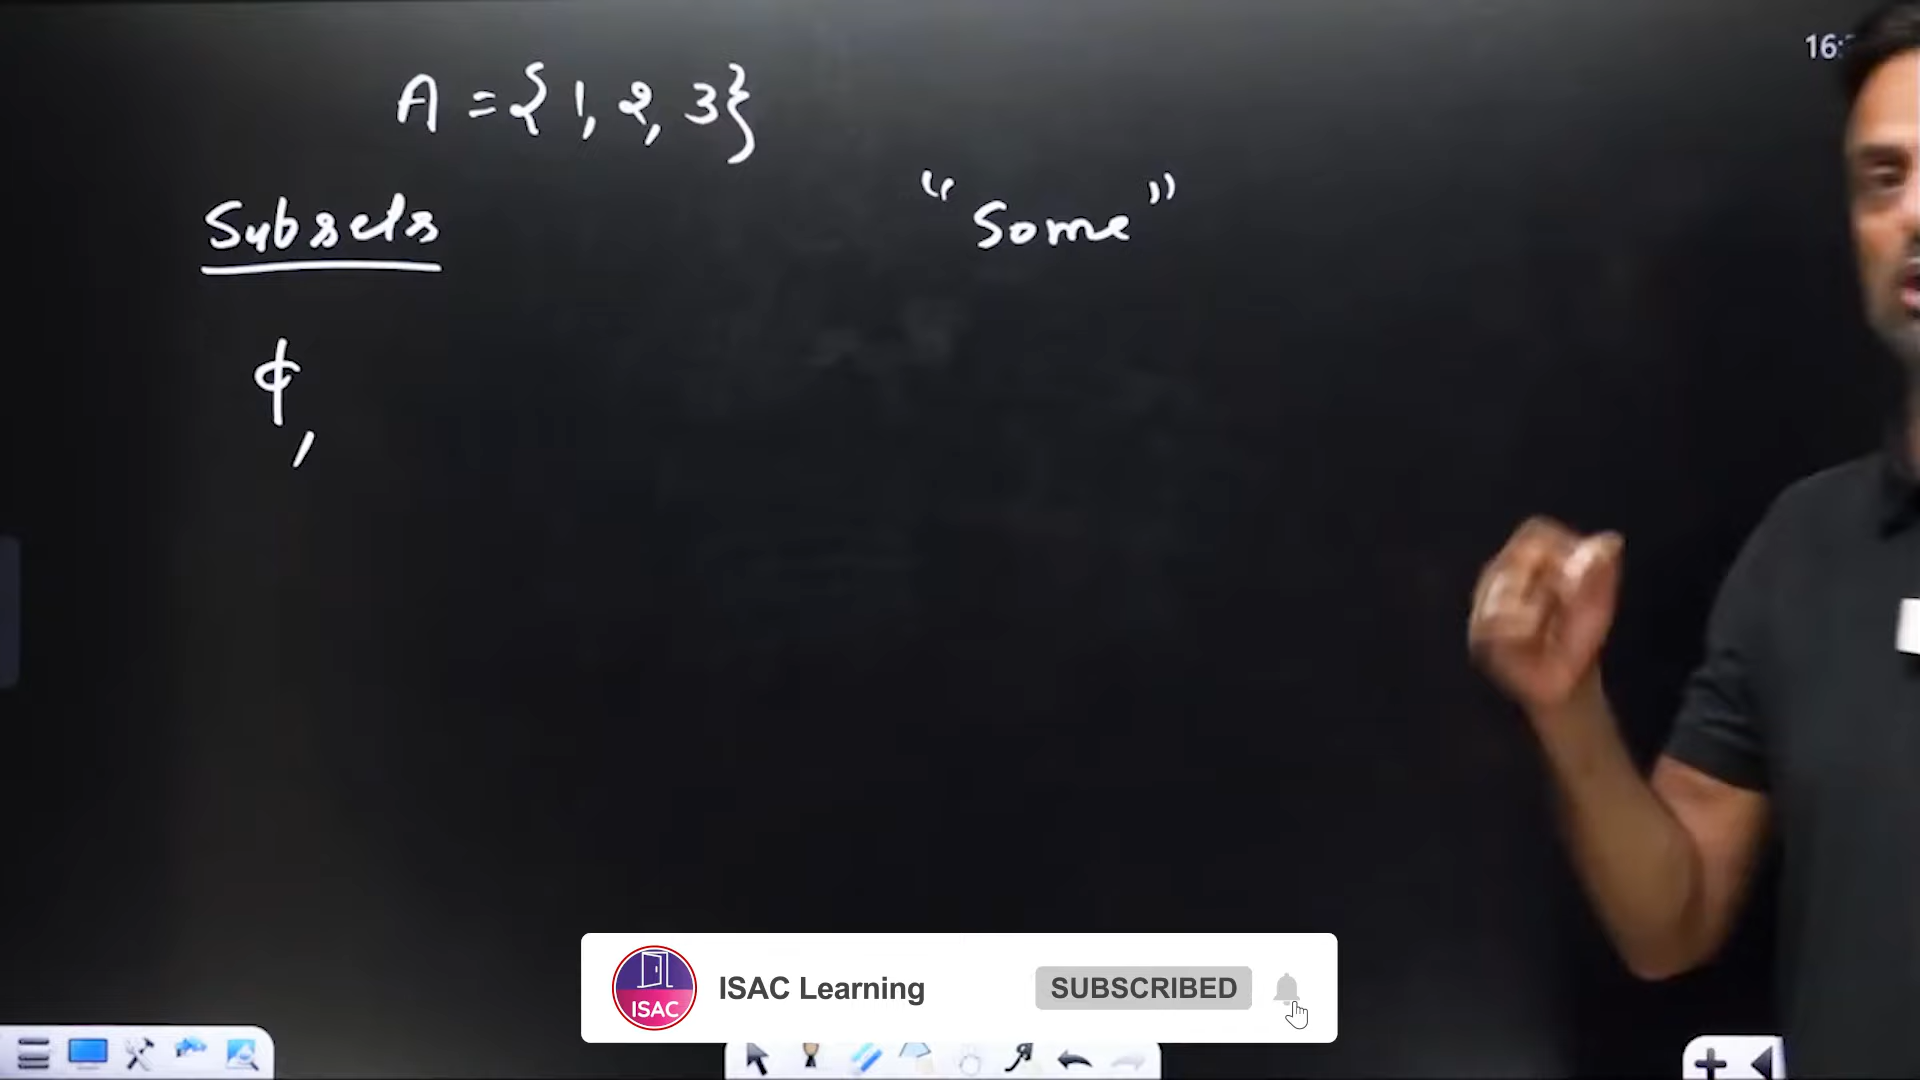 16:
A = {1, 2, 3}
Subsets
"Some"
ϕ,
ISAC
ISAC Learning
SUBSCRIBED